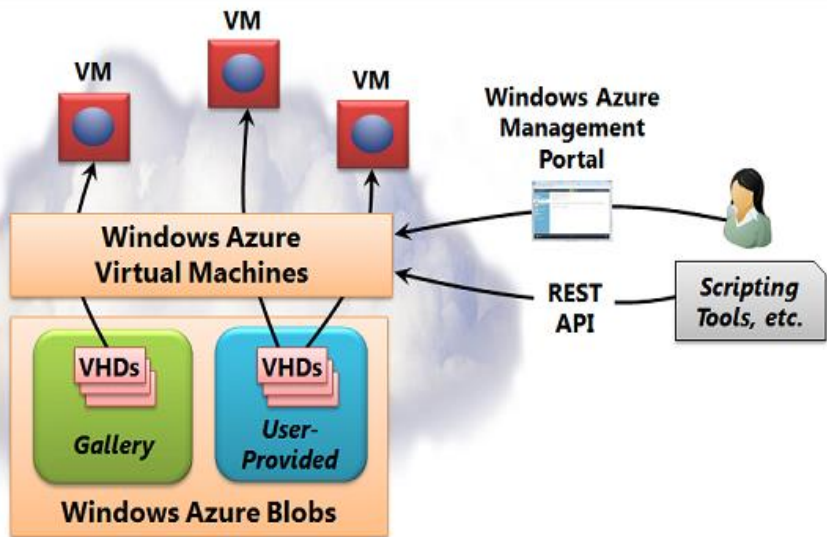 VM
VM
VM
Windows Azure
Management
Portal
Windows Azure
Virtual Machines
REST
API
Scripting
Tools, etc.
VHDs
Gallery
VHDs
User-
Provided
Windows Azure Blobs